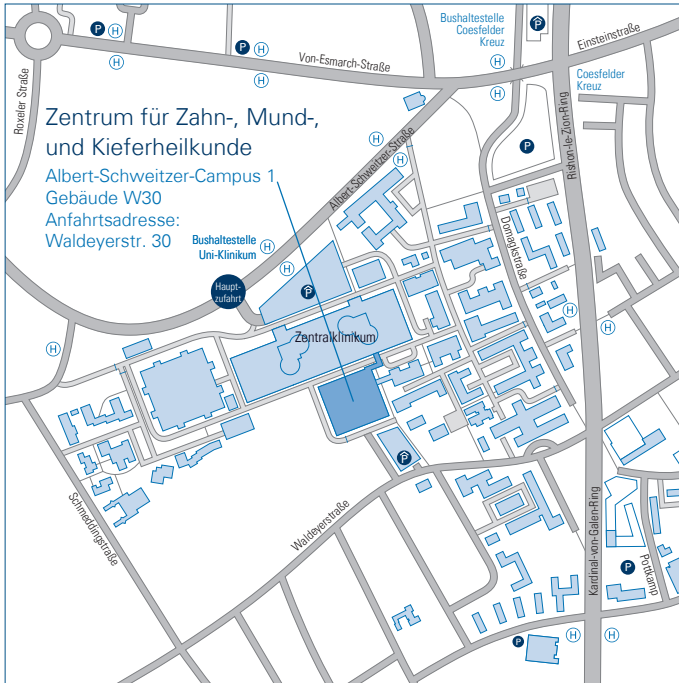 Bushaltestelle
Coesfelder
Kreuz
P
P
P
H
H
H
H
H
H
Von-Esmarch-Straße
Einsteinstraße
Roxeler Straße
Coesfelder
Kreuz
H
Zentrum für Zahn-, Mund-,
und Kieferheilkunde
Albert-Schweitzer-Campus 1
Gebäude W30
Anfahrtsadresse:
Waldeyerstr. 30
Albert-Schweitzer-Straße
H
H
P
Rishon-le-Zion-Ring
Domagkstraße
Bushaltestelle
Uni-Klinikum
H
H
Haupt-
zufahrt
P
H
H
H
Zentralklinikum
P
Schmeddingstraße
Waldeyerstraße
Kardinal-von-Galen-Ring
Pottkamp
P
P
H
H